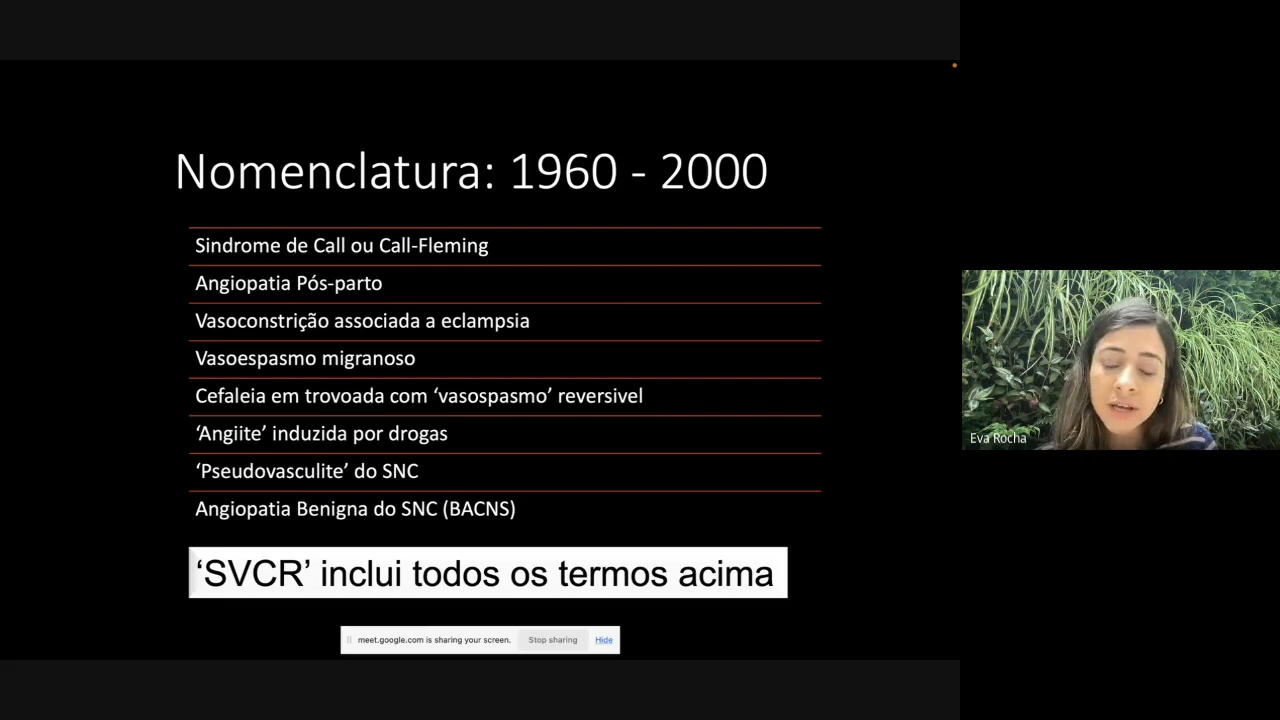 Nomenclatura: 1960 - 2000
Sindrome de Call ou Call-Fleming
Angiopatia Pós-parto
Vasoconstrição associada a eclampsia
Vasoespasmo migranoso
Cefaleia em trovoada com ‘vasospasmo’ reversivel
‘Angiite’ induzida por drogas
‘Pseudovasculite’ do SNC
Angiopatia Benigna do SNC (BACNS)
‘SVCR’ inclui todos os termos acima
meet.google.com is sharing your screen. Stop sharing Hide
Eva Rocha